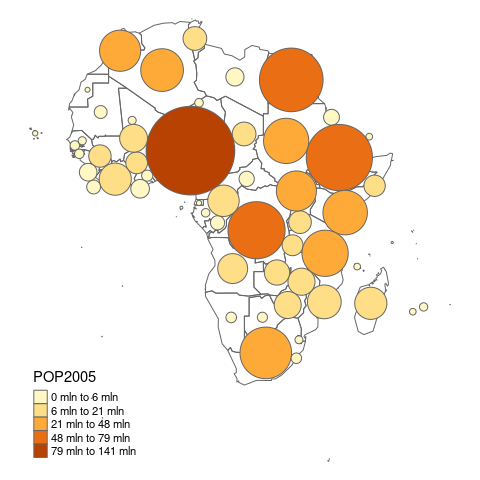 POP2005
0 mln to 6 mln
6 mln to 21 mln
21 mln to 48 mln
48 mln to 79 mln
79 mln to 141 mln